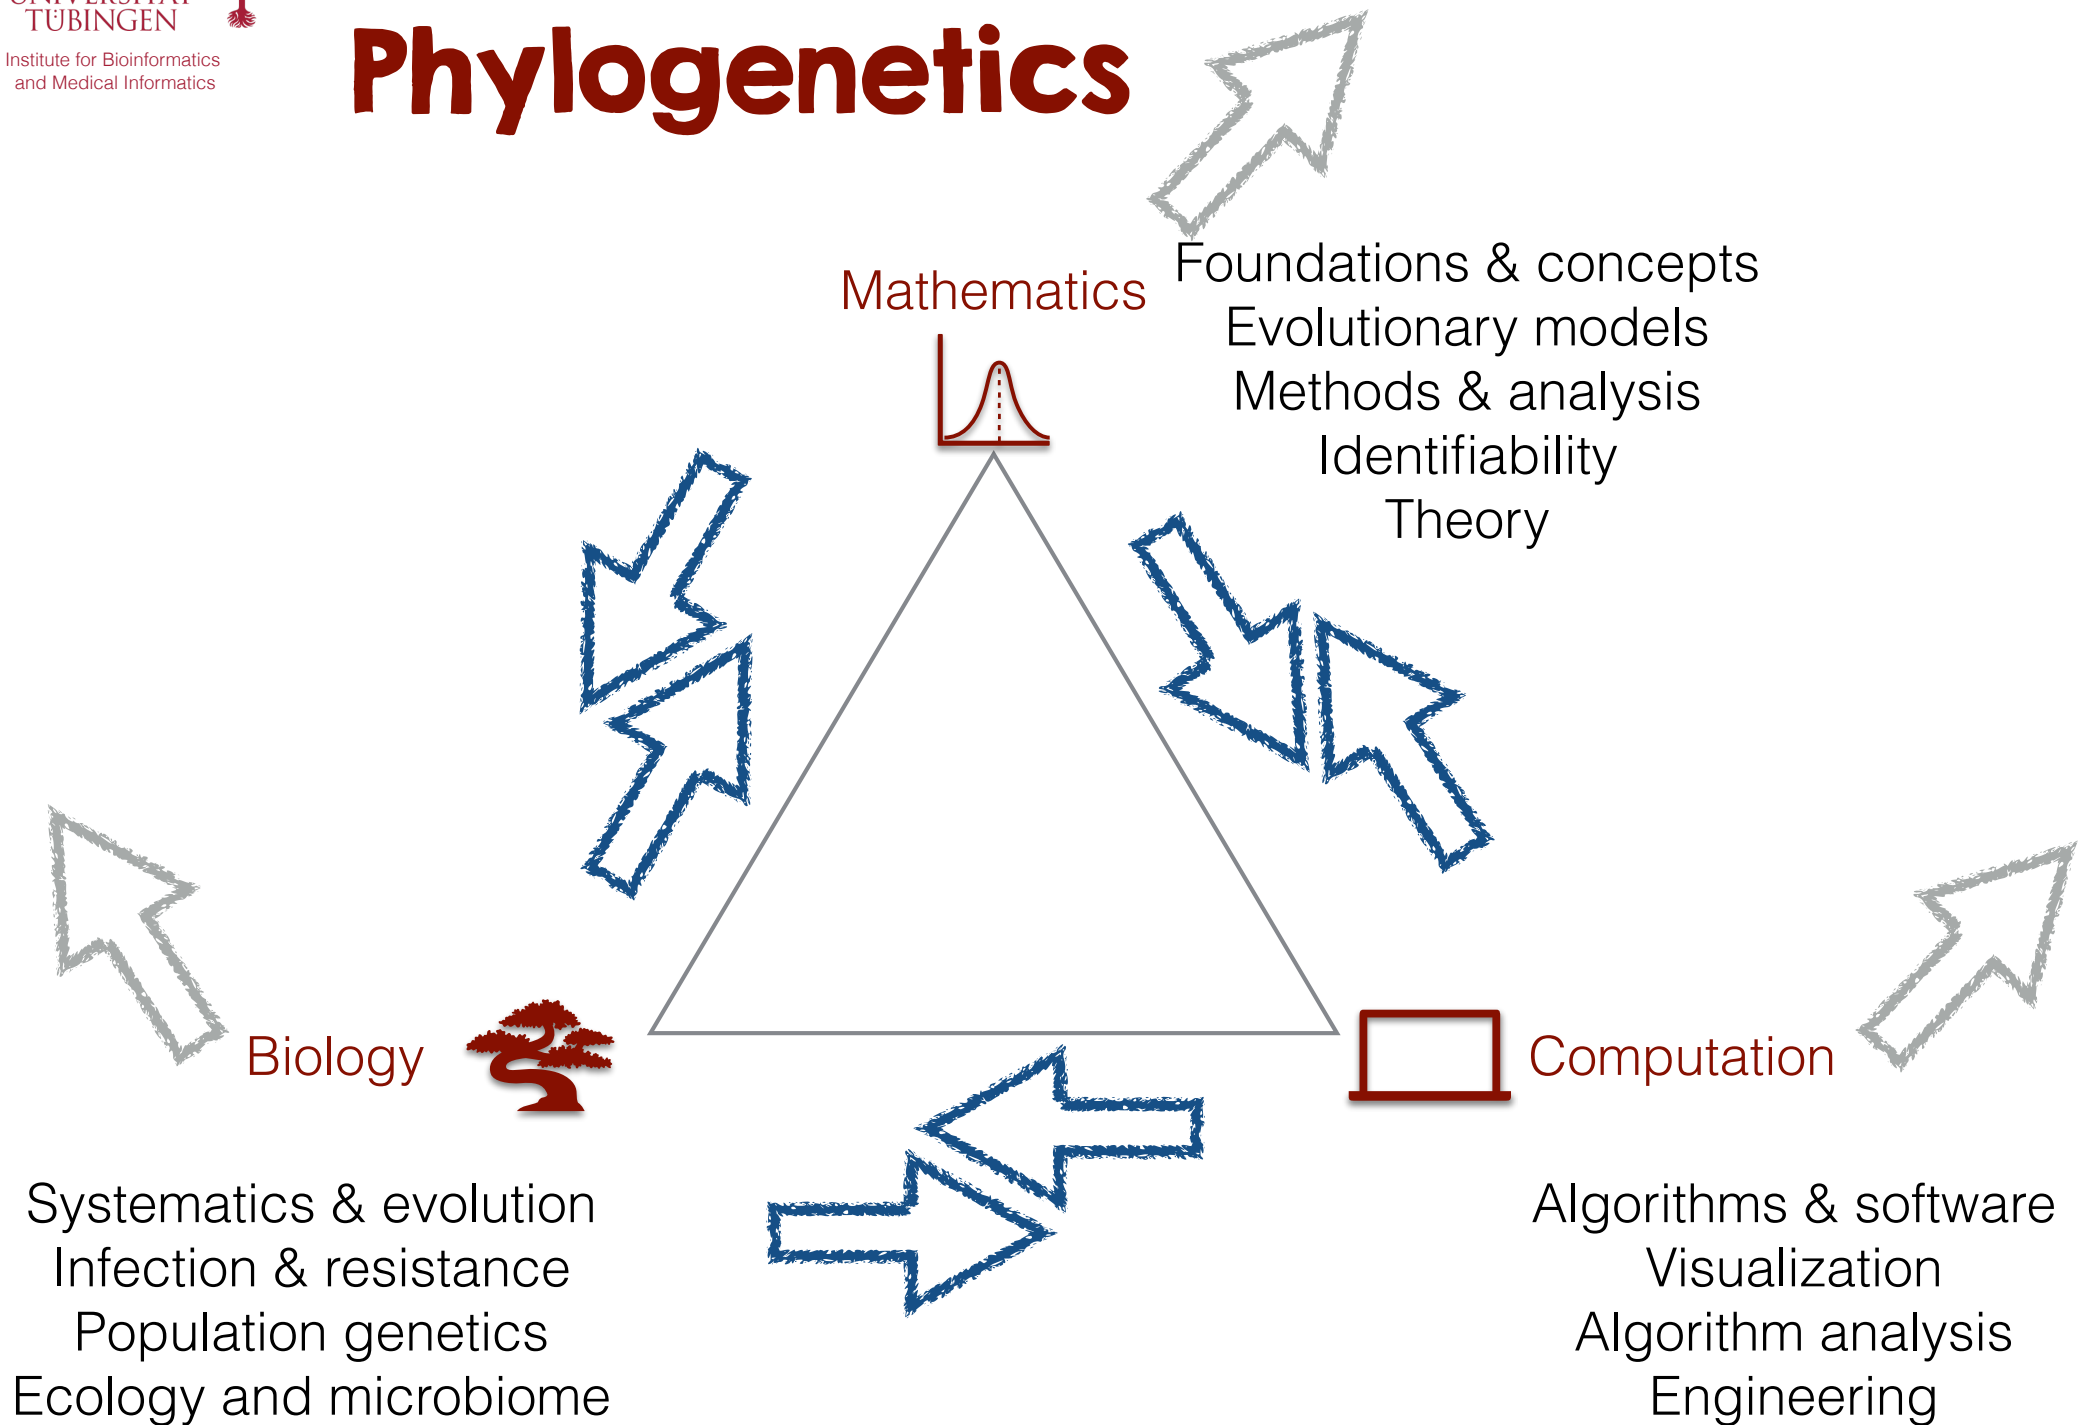 TÜBINGEN
Institute for Bioinformatics
and Medical Informatics
Phylogenetics
Mathematics
Foundations & concepts
Evolutionary models
Methods & analysis
Identifiability
Theory
Biology
Computation
Systematics & evolution
Infection & resistance
Population genetics
Ecology and microbiome
Algorithms & software
Visualization
Algorithm analysis
Engineering